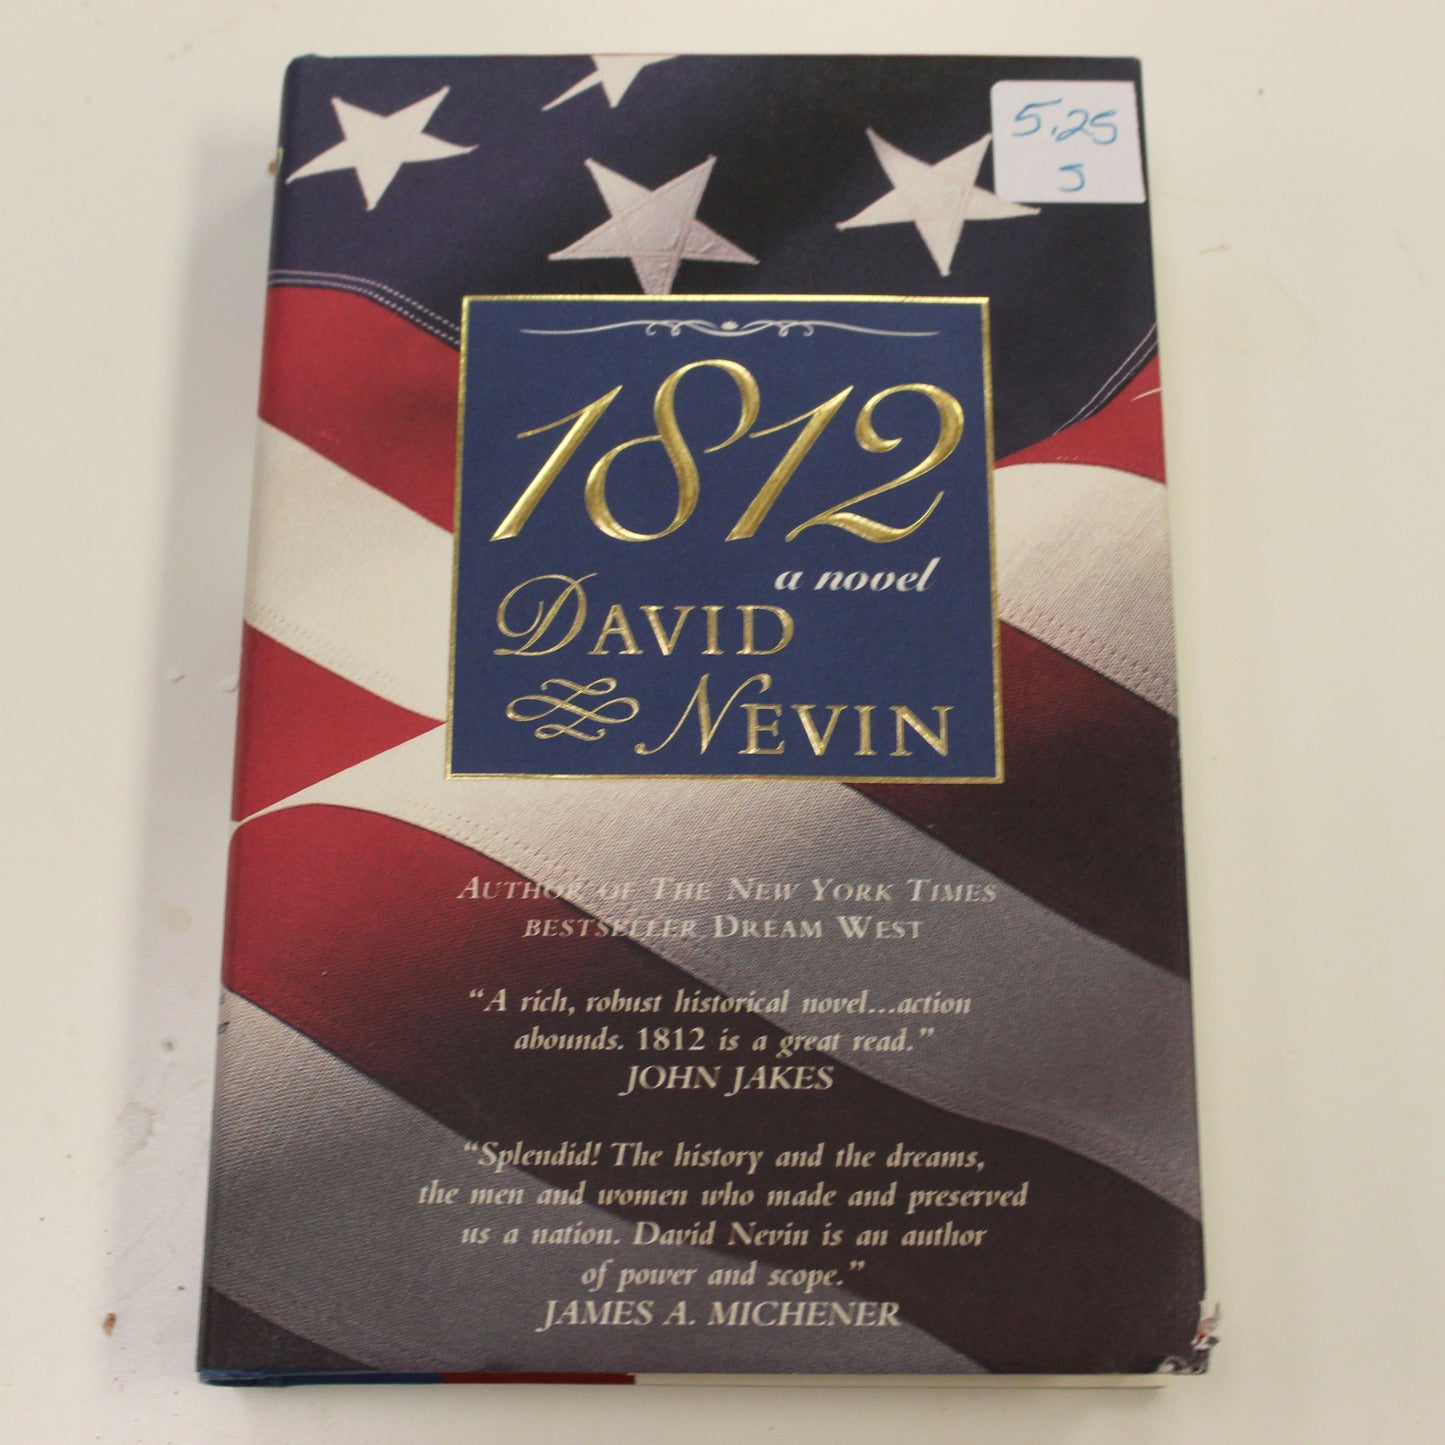 5.25
J
1812
a novel
DAVID
NEVIN
AUTHOR OF THE NEW YORK TIMES
BESTSELLER DREAM WEST
“A rich, robust historical novel...action
abounds. 1812 is a great read.”
JOHN JAKES
“Splendid! The history and the dreams,
the men and women who made and preserved
us a nation. David Nevin is an author
of power and scope.”
JAMES A. MICHENER